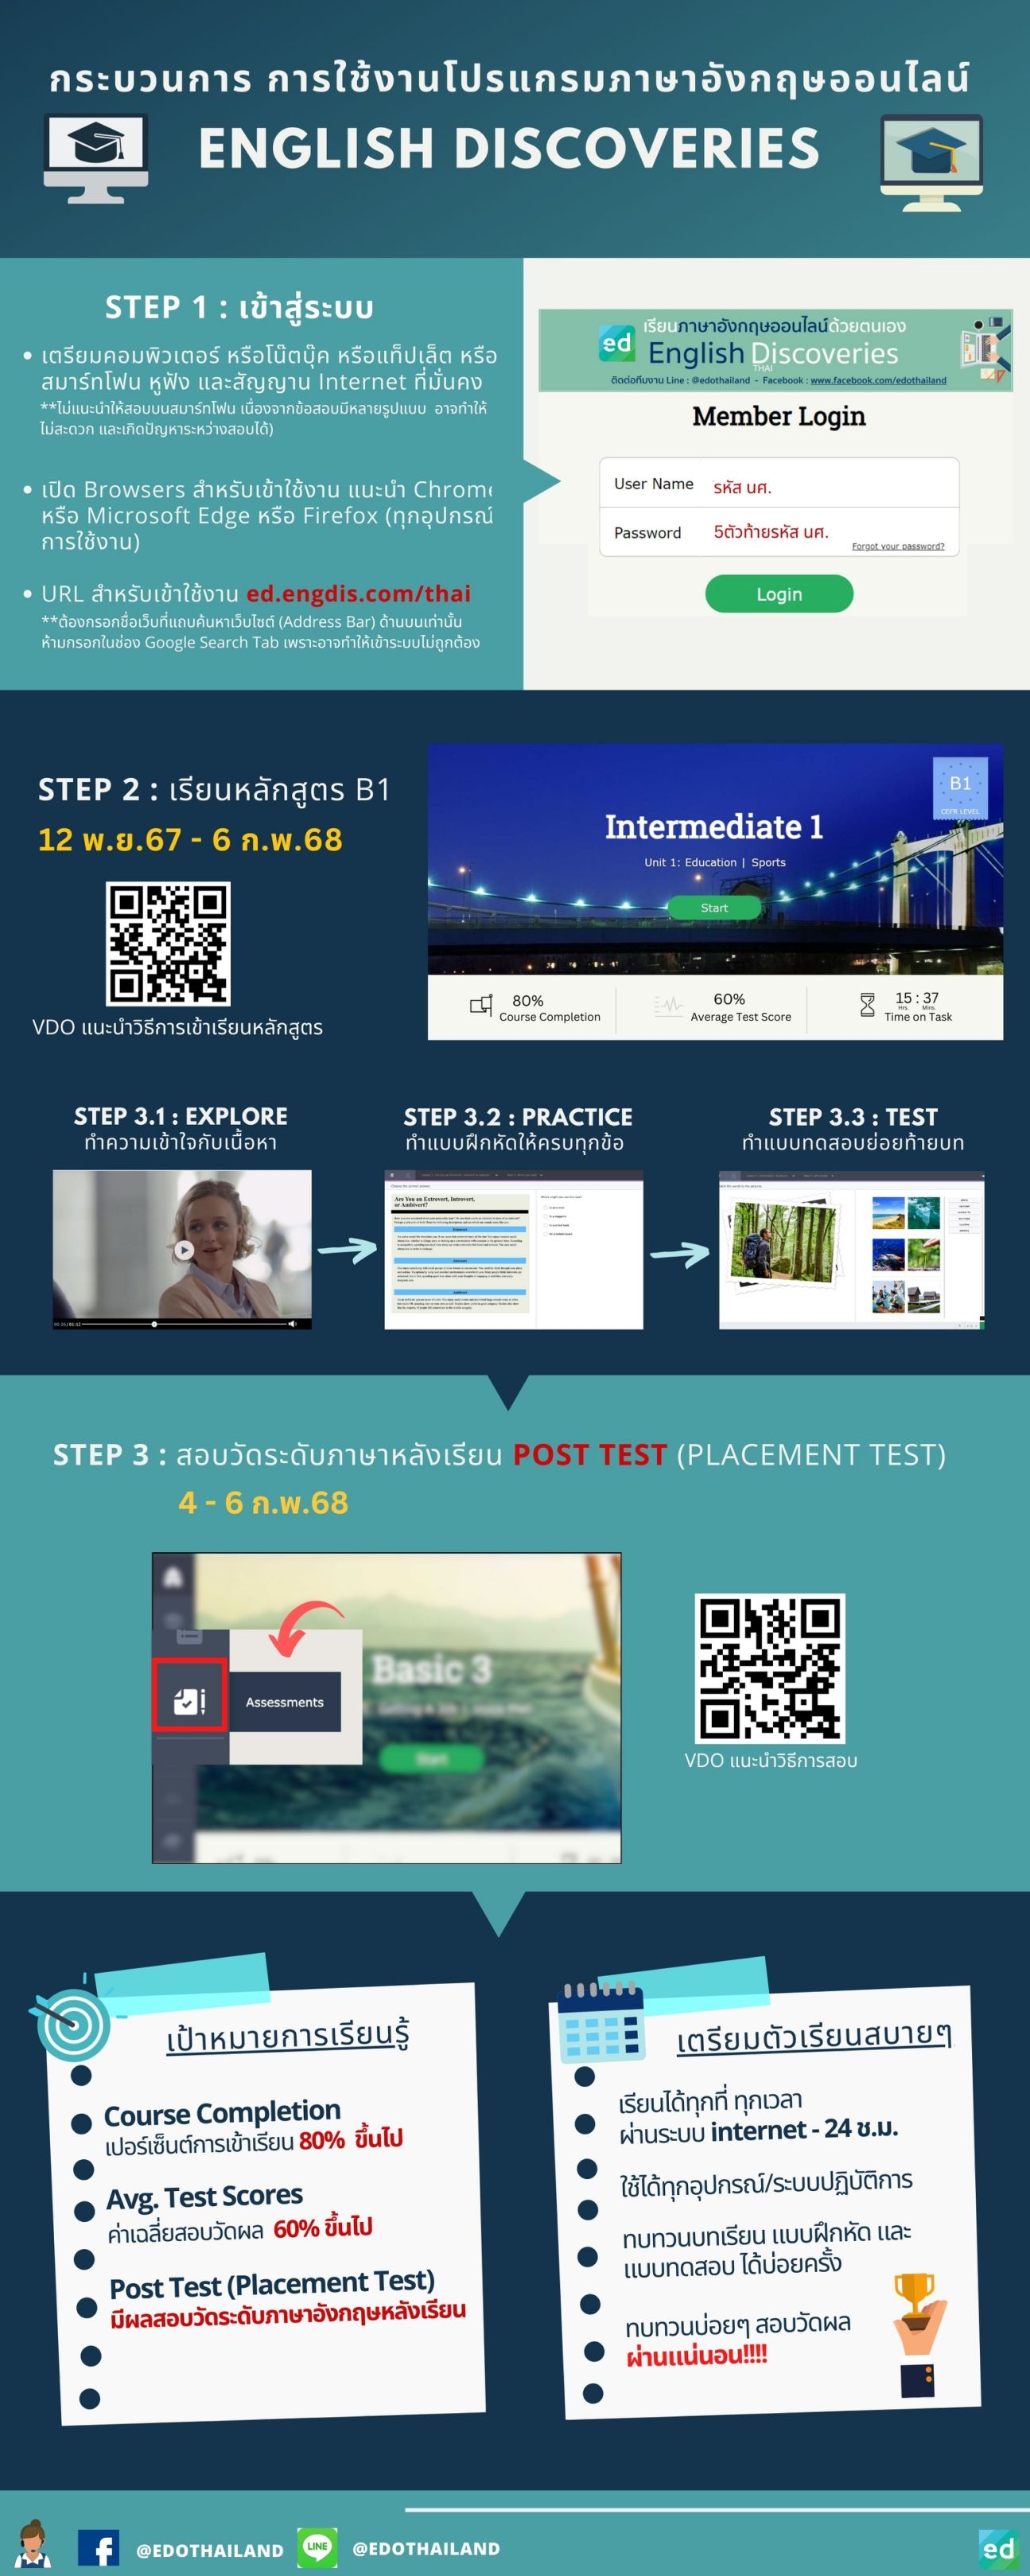 กระบวนการ การใช้งานโปรแกรมภาษาอังกฤษออนไลน์
ENGLISH DISCOVERIES
STEP 1 : เข้าสู่ระบบ
เตรียมคอมพิวเตอร์ หรือโน๊ตบุ๊ค หรือแท็ปเล็ต หรือ
สมาร์ทโฟน หูฟัง และสัญญาน Internet ที่มั่นคง
**ไม่แนะนำให้สอบบนสมาร์ทโฟน เนื่องจากข้อสอบมีหลายรูปแบบ อาจทำให้
ไม่สะดวก และเกิดปัญหาระหว่างสอบได้)
เปิด Browsers สำหรับเข้าใช้งาน แนะนำ Chrome
หรือ Microsoft Edge หรือ Firefox (ทุกอุปกรณ์
การใช้งาน)
URL สำหรับเข้าใช้งาน ed.engdis.com/thai
**ต้องกรอกชื่อเว็บที่แถบค้นหาเว็บไซต์ (Address Bar) ด้านบนเท่านั้น
ห้ามกรอกในช่อง Google Search Tab เพราะอาจทำให้เข้าระบบไม่ถูกต้อง
ed
เรียนภาษาอังกฤษออนไลน์ด้วยตนเอง
English Discoveries
THAI
ติดต่อทีมงาน Line : @edothailand - Facebook : www.facebook.com/edothailand
Member Login
User Name รหัส นศ.
Password 5ตัวท้ายรหัส นศ.
Forgot your password?
Login
STEP 2 : เรียนหลักสูตร B1
12 พ.ย.67 - 6 ก.พ.68
VDO แนะนำวิธีการเข้าเรียนหลักสูตร
B1
CEFR LEVEL
Intermediate 1
Unit 1: Education | Sports
Start
80%
Course Completion
60%
Average Test Score
15 : 37
Hrs. Mins.
Time on Task
STEP 3.1 : EXPLORE
ทำความเข้าใจกับเนื้อหา
STEP 3.2 : PRACTICE
ทำแบบฝึกหัดให้ครบทุกข้อ
Are You an Extrovert, Introvert,
or Ambivert?
STEP 3.3 : TEST
ทำแบบทดสอบย่อยท้ายบท
STEP 3 : สอบวัดระดับภาษาหลังเรียน POST TEST (PLACEMENT TEST)
4 - 6 ก.พ.68
Assessments
Basic 3
Start
VDO แนะนำวิธีการสอบ
เป้าหมายการเรียนรู้
Course Completion
เปอร์เซ็นต์การเข้าเรียน 80% ขึ้นไป
Avg. Test Scores
ค่าเฉลี่ยสอบวัดผล 60% ขึ้นไป
Post Test (Placement Test)
มีผลสอบวัดระดับภาษาอังกฤษหลังเรียน
เตรียมตัวเรียนสบายๆ
เรียนได้ทุกที่ ทุกเวลา
ผ่านระบบ internet - 24 ช.ม.
ใช้ได้ทุกอุปกรณ์/ระบบปฏิบัติการ
ทบทวนบทเรียน แบบฝึกหัด และ
แบบทดสอบ ได้บ่อยครั้ง
ทบทวนบ่อยๆ สอบวัดผล
ผ่านแน่นอน!!!!
@EDOTHAILAND
LINE
@EDOTHAILAND
ed